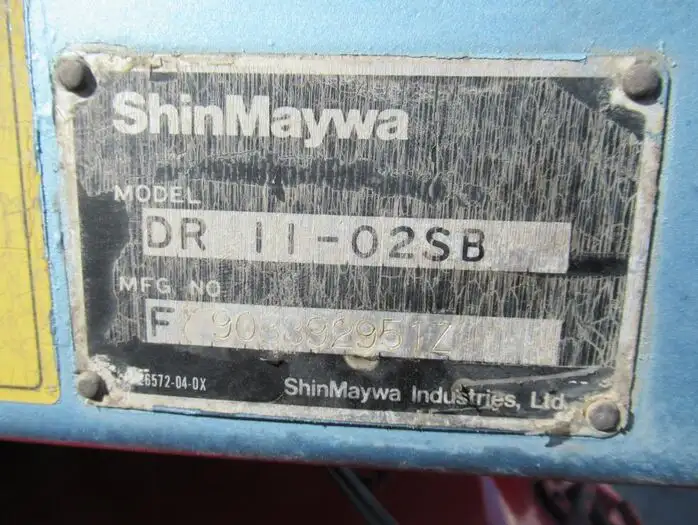 ShinMaywa
MODEL
DR 11-02SB
MFG NO
26572-04-0X
ShinMaywa Industries, Ltd.